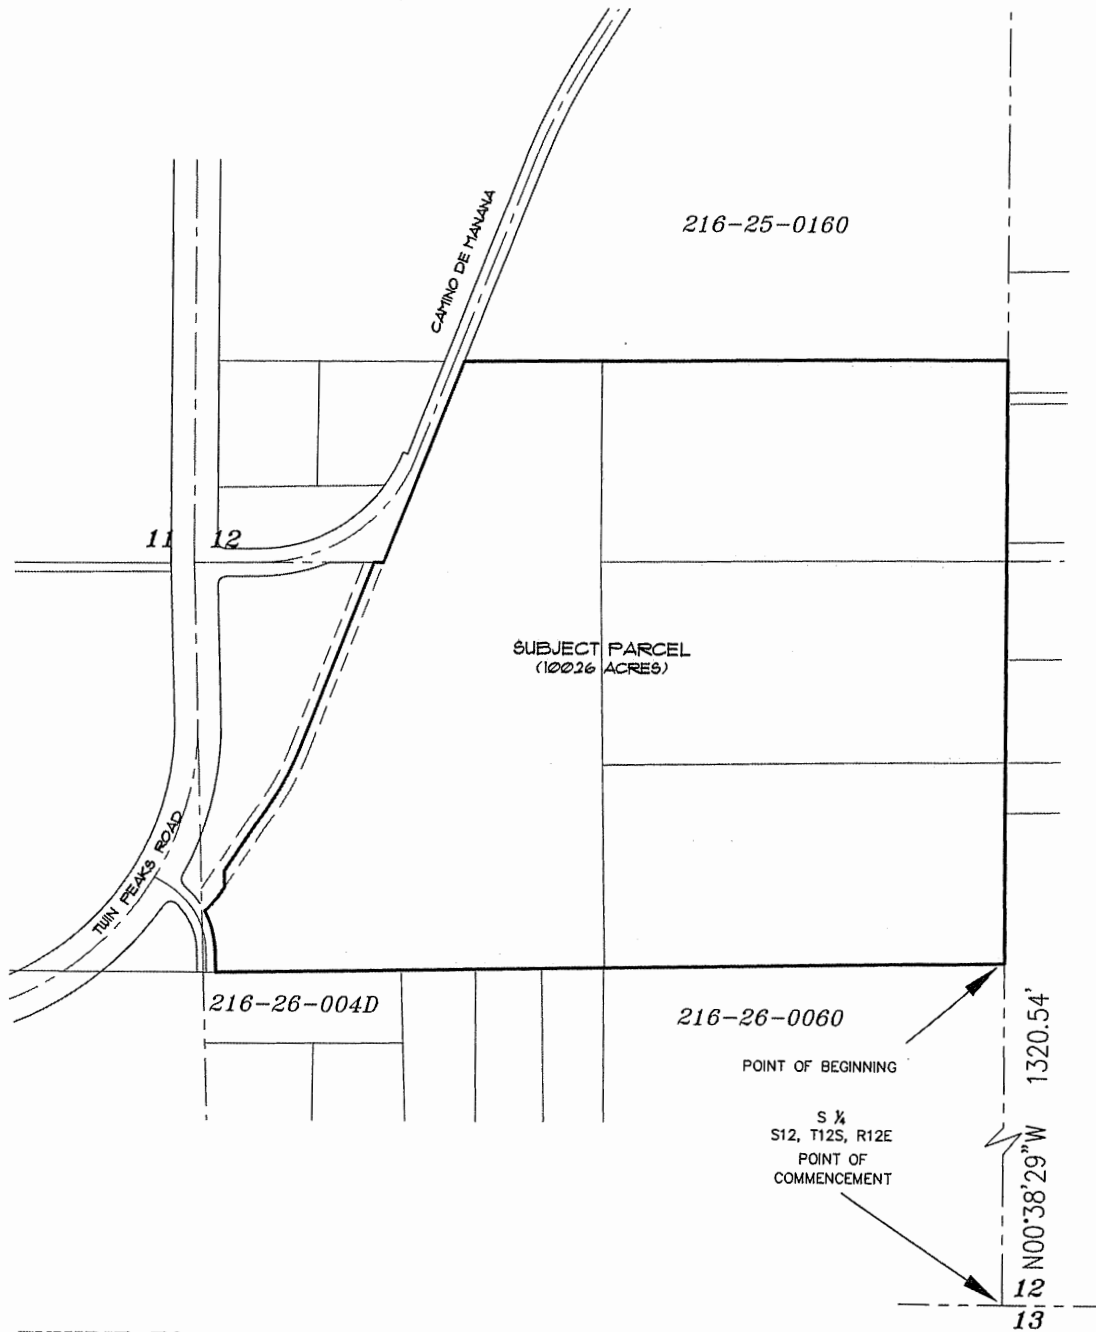 CAMINO DE MANANA
216-25-0160
11 12
SUBJECT PARCEL
(100.26 ACRES)
TWIN PEAKS ROAD
216-26-004D
216-26-0060
POINT OF BEGINNING
N00°38'29"W 1320.54'
S ¼
S12, T12S, R12E
POINT OF
COMMENCEMENT
12
13